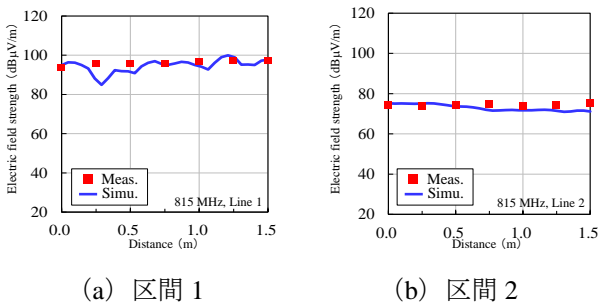 120
100
80
60
40
20
Electric field strength (dBμV/m)
Meas.
Simu.
815 MHz, Line 1
0.0 0.5 1.0 1.5
Distance (m)
(a) 区間 1
120
100
80
60
40
20
Electric field strength (dBμV/m)
Meas.
Simu.
815 MHz, Line 2
0.0 0.5 1.0 1.5
Distance (m)
(b) 区間 2